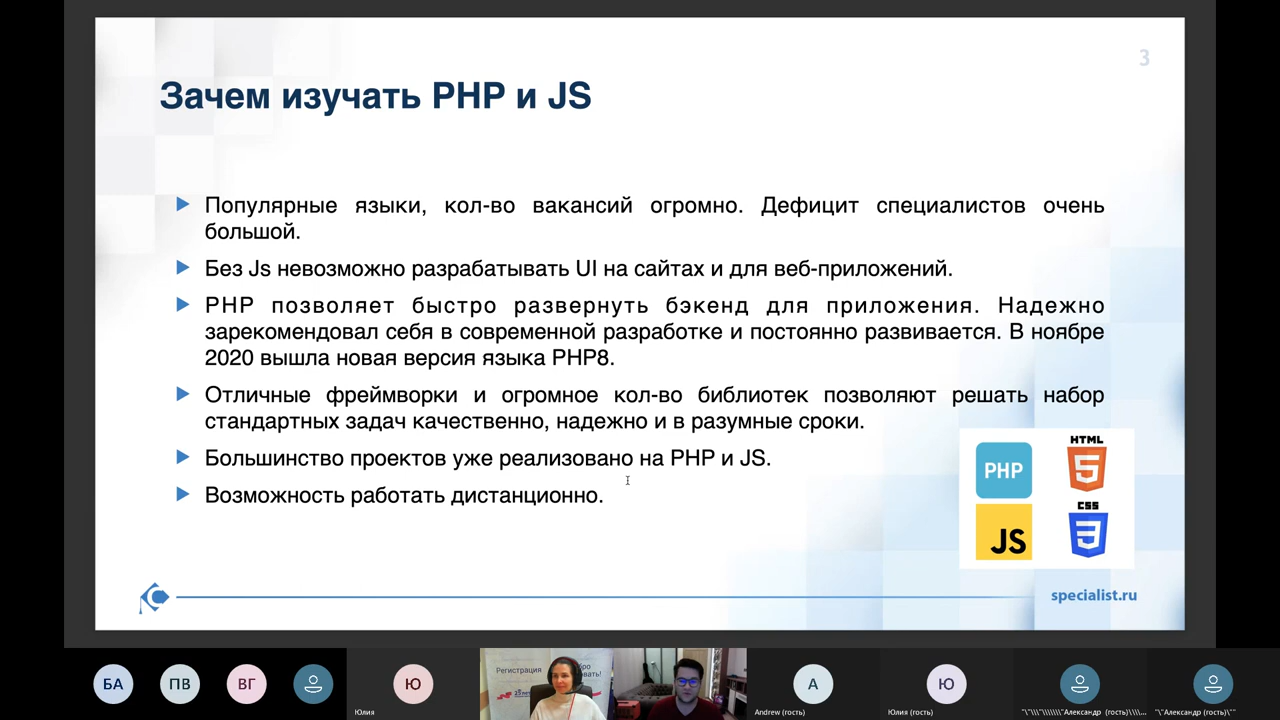 3
Зачем изучать PHP и JS
Популярные языки, кол-во вакансий огромно. Дефицит специалистов очень
большой.
Без Js невозможно разрабатывать UI на сайтах и для веб-приложений.
PHP позволяет быстро развернуть бэкенд для приложения. Надежно
зарекомендовал себя в современной разработке и постоянно развивается. В ноябре
2020 вышла новая версия языка PHP8.
Отличные фреймворки и огромное кол-во библиотек позволяют решать набор
стандартных задач качественно, надежно и в разумные сроки.
Большинство проектов уже реализовано на PHP и JS.
Возможность работать дистанционно.
PHP
HTML
5
JS
CSS
3
specialist.ru
БА
ПВ
ВГ
Ю
Юлия
Регистрация
A
Andrew (гость)
Ю
Юлия (гость)
"\"\\\"\\\\\\\"Александр (гость)\\\\...
"\"Александр (гость)\""